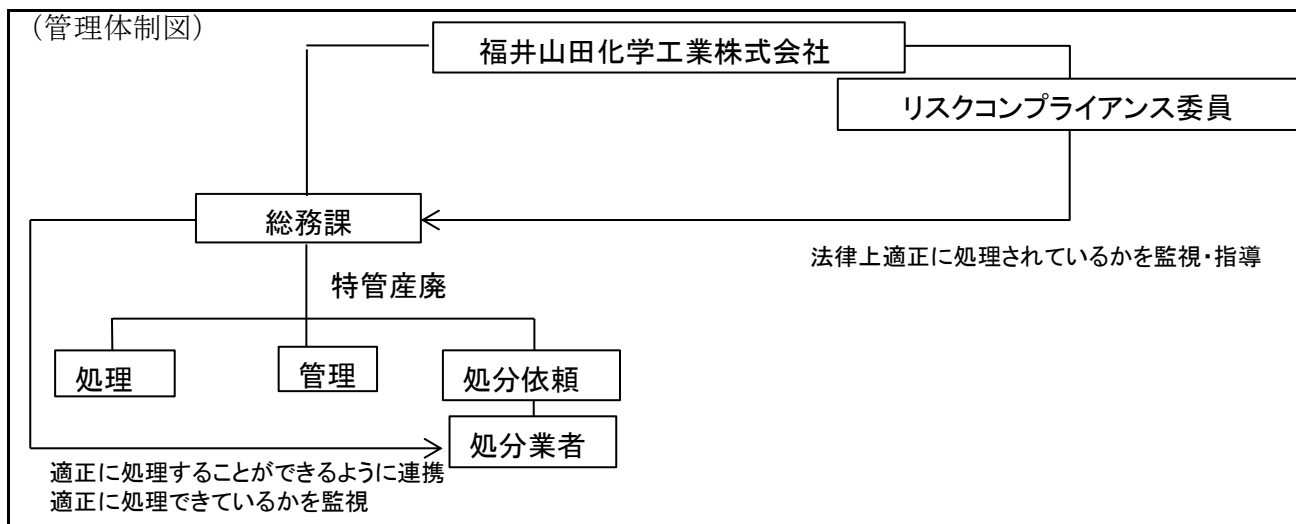 （管理体制図）
福井山田化学工業株式会社
リスクコンプライアンス委員
総務課
法律上適正に処理されているかを監視・指導
特管産廃
処理
管理
処分依頼
処分業者
適正に処理することができるように連携
適正に処理できているかを監視